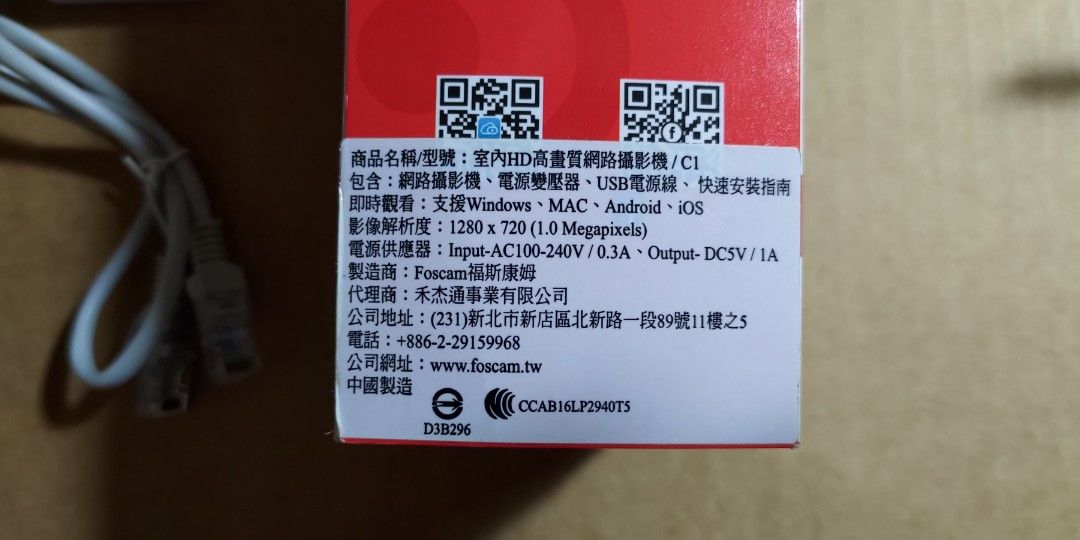 商品名稱/型號：室內HD高畫質網路攝影機 / C1
包含：網路攝影機、電源變壓器、USB電源線、 快速安裝指南
即時觀看：支援Windows、MAC、Android、iOS
影像解析度：1280 x 720 (1.0 Megapixels)
電源供應器：Input-AC100-240V / 0.3A、Output- DC5V / 1A
製造商：Foscam福斯康姆
代理商：禾杰通事業有限公司
公司地址：(231)新北市新店區北新路一段89號11樓之5
電話：+886-2-29159968
公司網址：www.foscam.tw
中國製造
CCAB16LP2940T5
D3B296